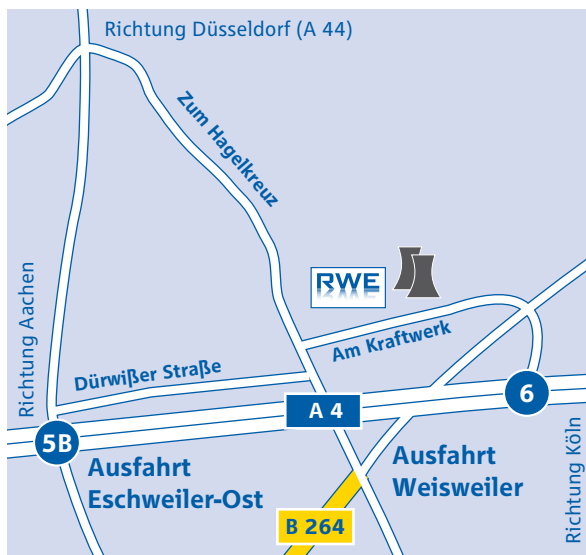 Richtung Düsseldorf (A 44)
Zum Hagelkreuz
RWE
Richtung Aachen
Am Kraftwerk
Dürwißer Straße
6
A 4
5B
Ausfahrt
Eschweiler-Ost
Ausfahrt
Weisweiler
Richtung Köln
B 264